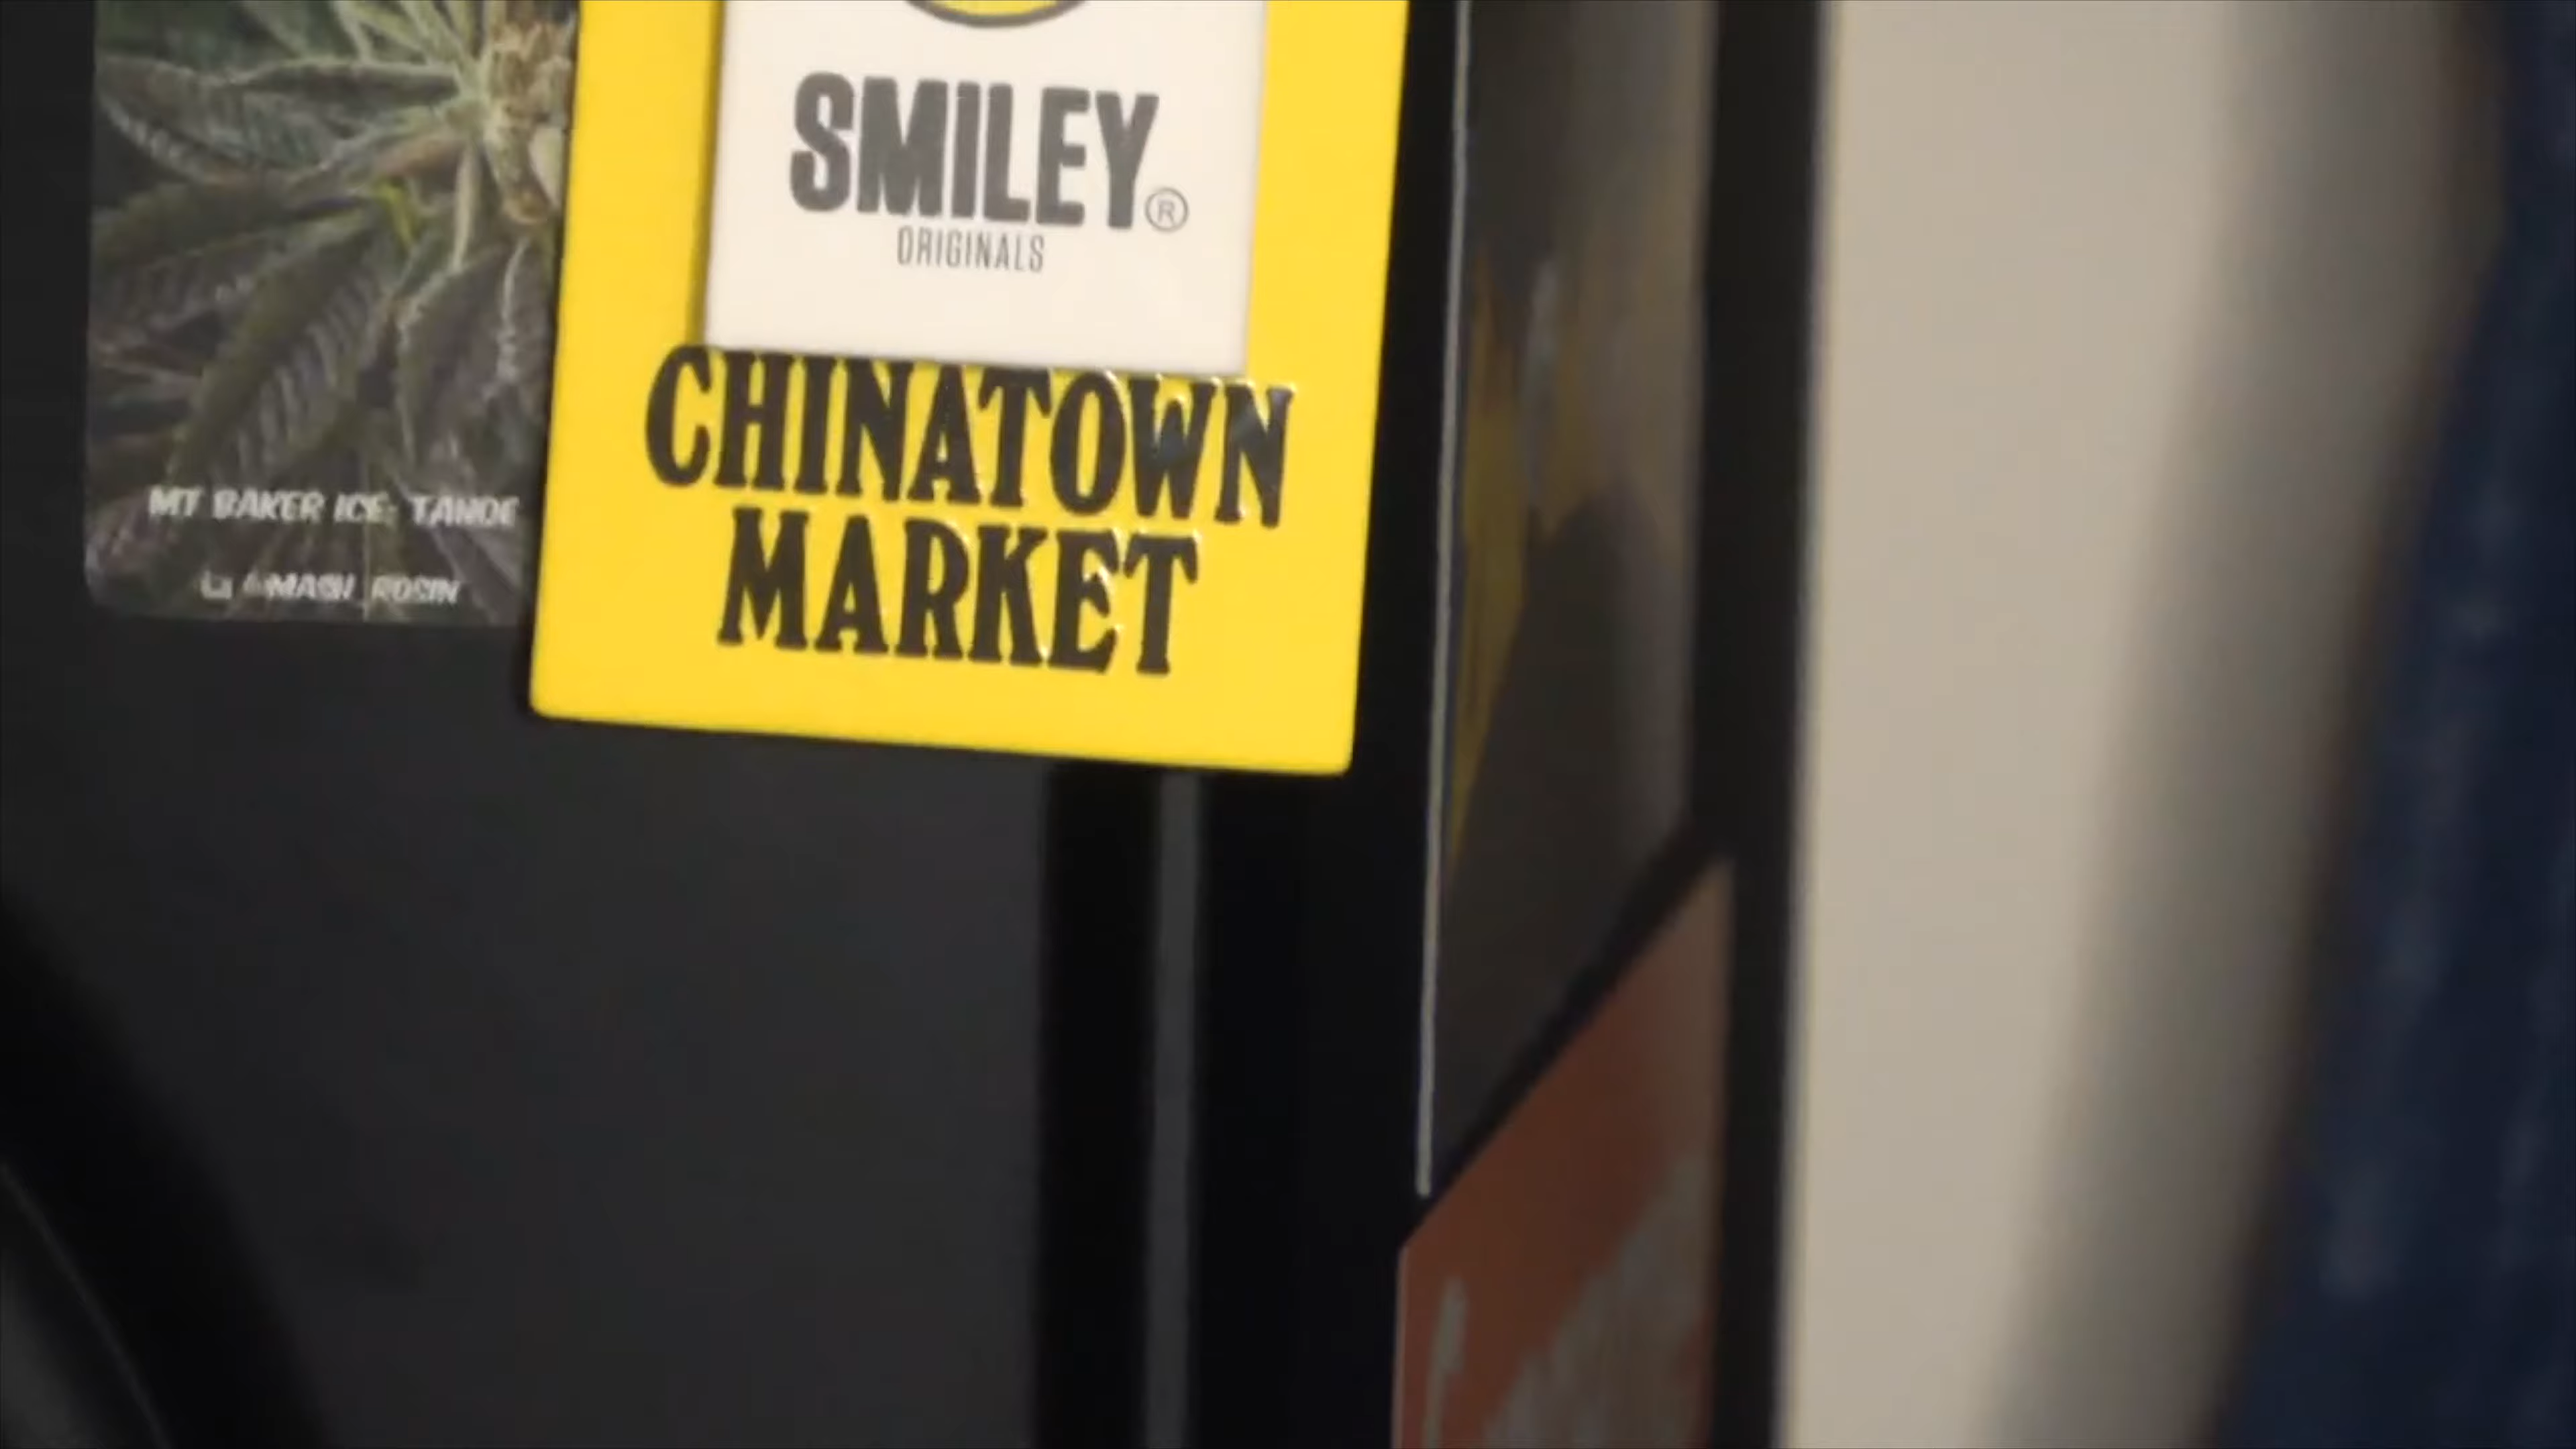 SMILEY®
ORIGINALS
CHINATOWN
MARKET
MT BAKER ICE: TAHOE